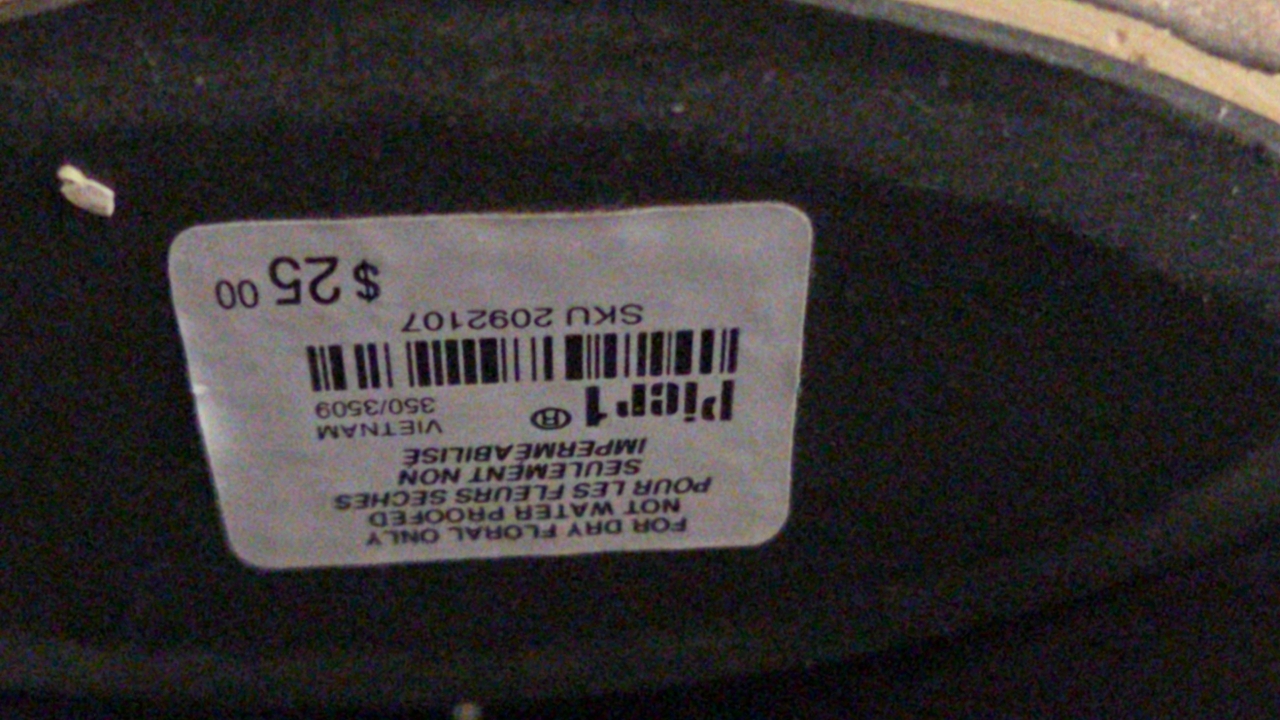 FOR DRY FLORAL ONLY
NOT WATER PROOFED
POUR LES FLEURS SECHES
SEULEMENT NON
IMPERMÉABILISÉ
Pier 1® VIETNAM
350/3509
SKU 2092107
$ 25 00